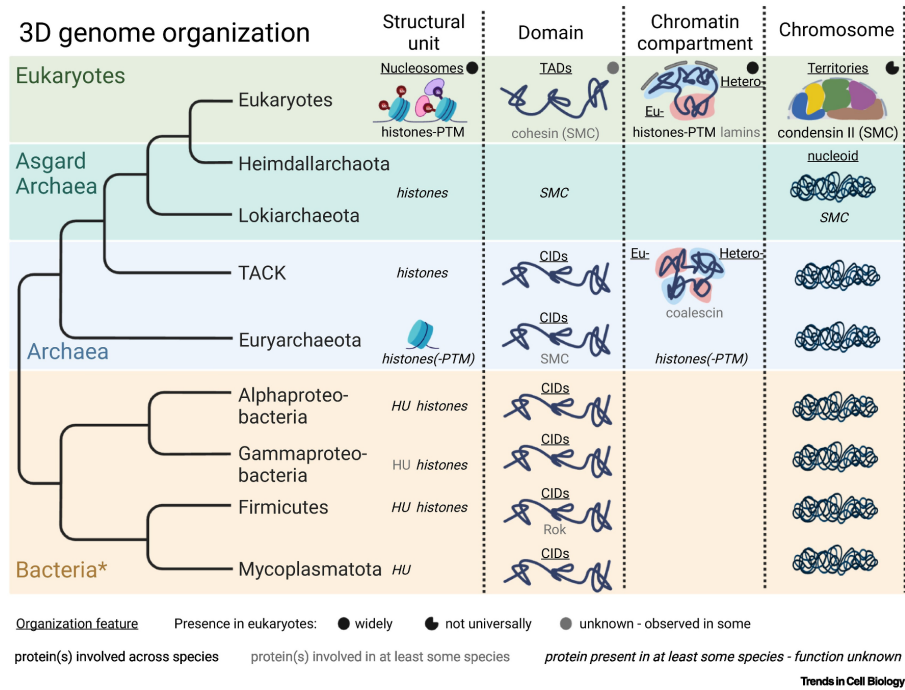 3D genome organization
Structural unit
Domain
Chromatin compartment
Chromosome
Eukaryotes
Nucleosomes
TADs
Hetero-
Territories
Eukaryotes
Eu-
histones-PTM
cohesin (SMC)
histones-PTM lamins
condensin II (SMC)
Asgard
Archaea
Heimdallarchaota
nucleoid
histones
SMC
Lokiarchaeota
SMC
TACK
histones
CIDs
Eu-
Hetero-
coalescin
Archaea
Euryarchaeota
histones(-PTM)
CIDs
SMC
histones(-PTM)
Alphaproteo-
bacteria
HU histones
CIDs
Gammaproteo-
bacteria
HU histones
CIDs
Firmicutes
HU histones
CIDs
Rok
Bacteria*
Mycoplasmatota
HU
CIDs
Organization feature
Presence in eukaryotes:
widely
not universally
unknown - observed in some
protein(s) involved across species
protein(s) involved in at least some species
protein present in at least some species - function unknown
Trends in Cell Biology